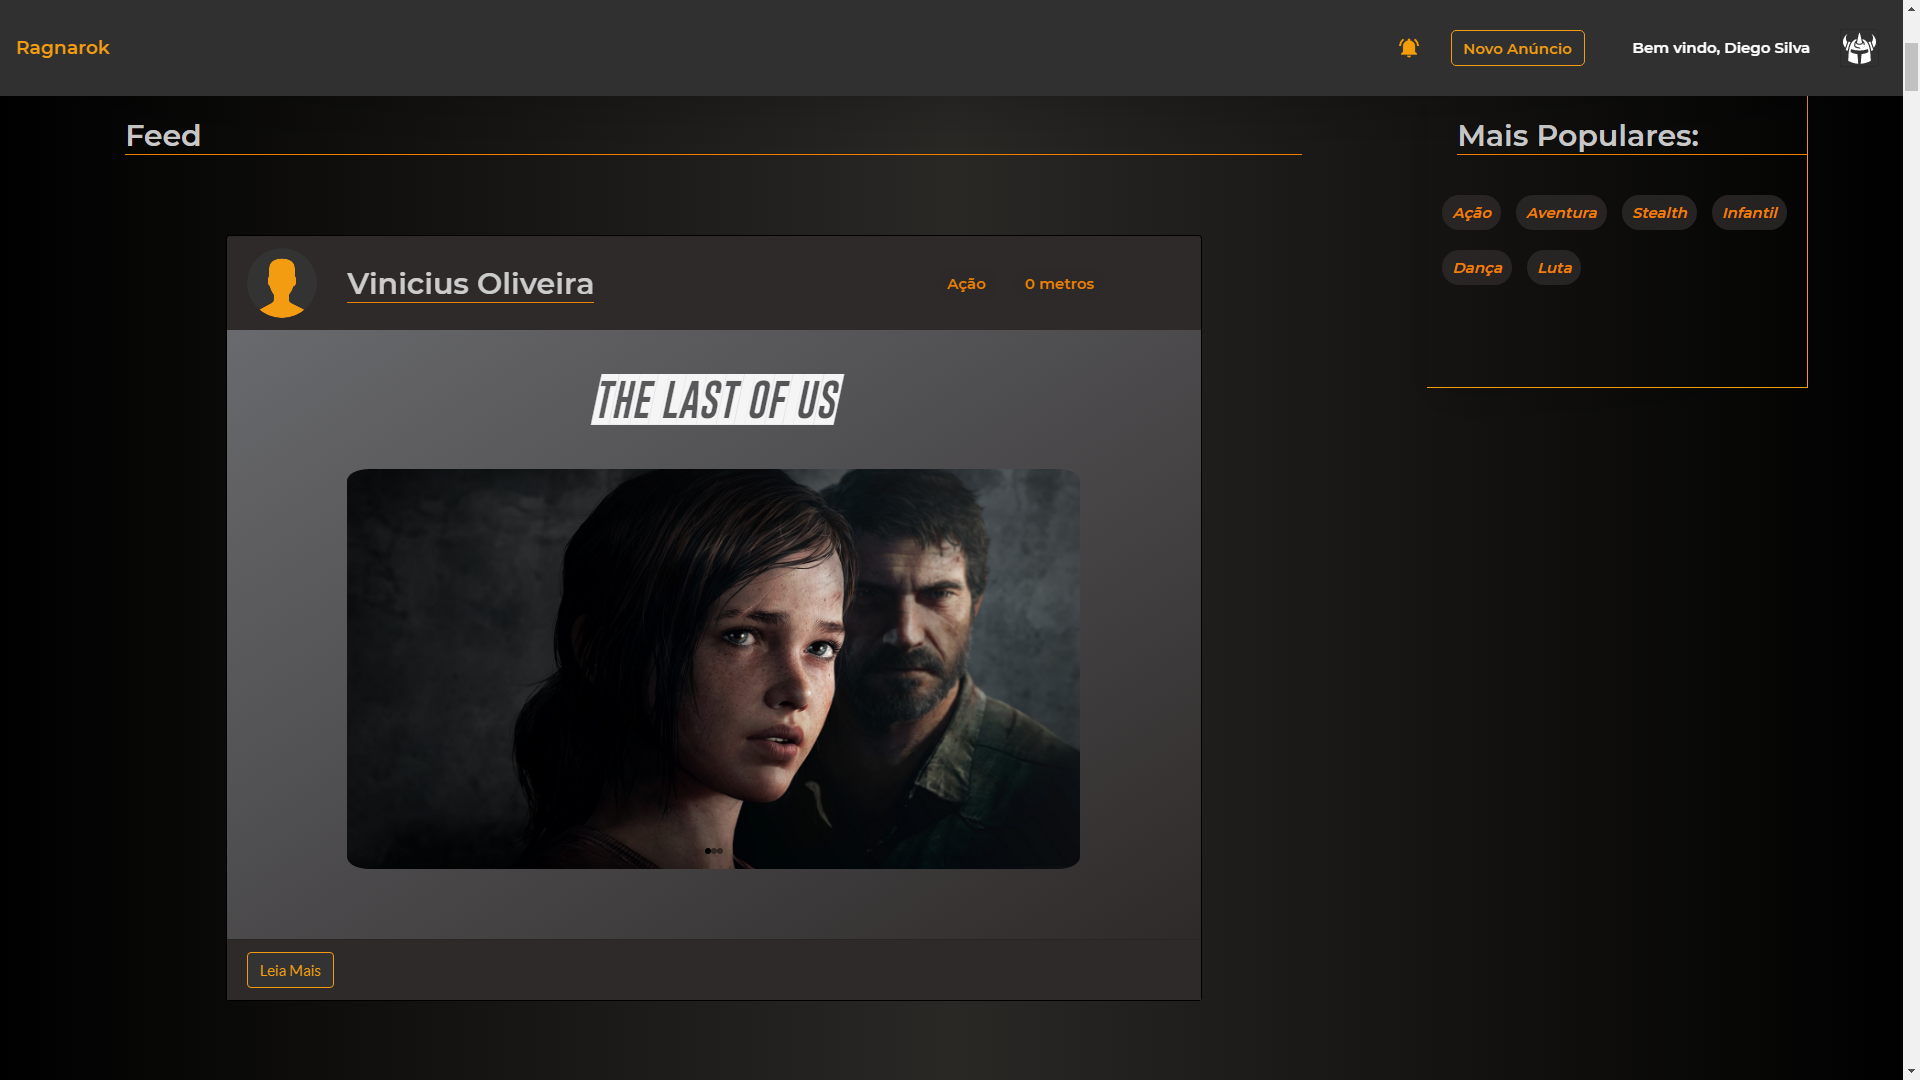 Ragnarok
Novo Anúncio
Bem vindo, Diego Silva
Feed
Vinicius Oliveira
Ação
0 metros
THE LAST OF US
Leia Mais
Mais Populares:
Ação
Aventura
Stealth
Infantil
Dança
Luta